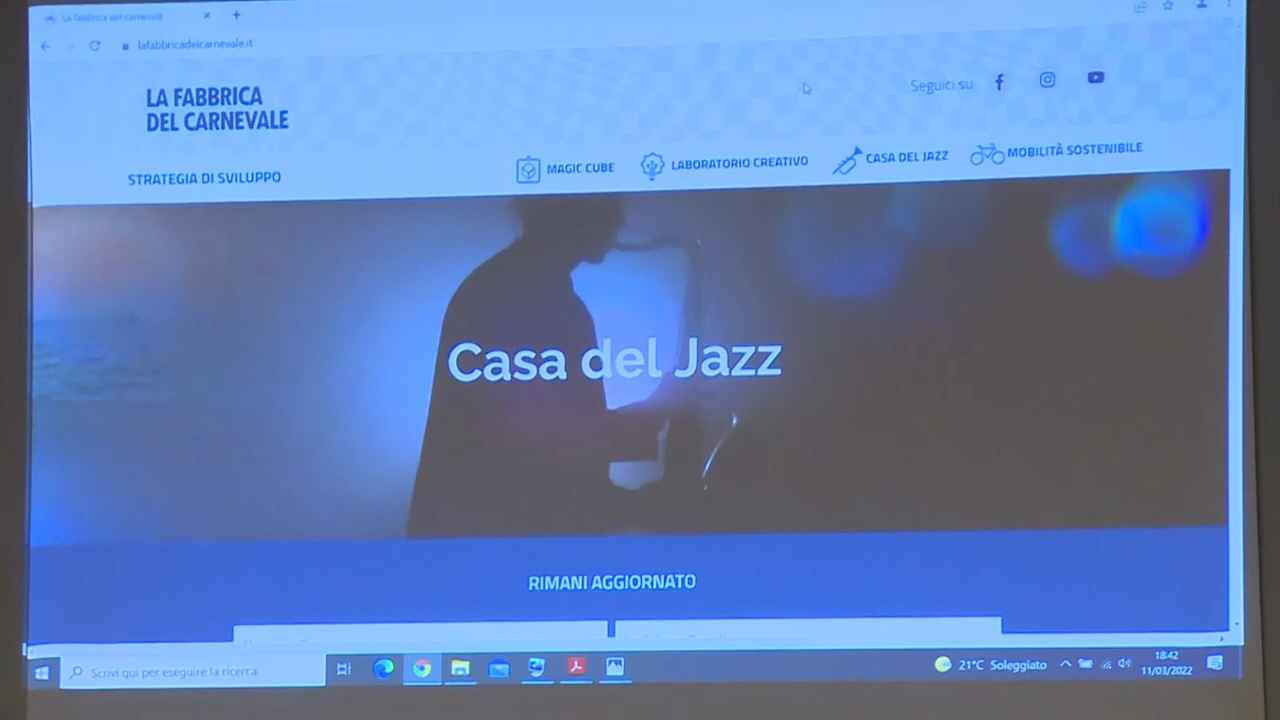 La fabbrica del carnevale
lafabbricadelcarnevale.it
LA FABBRICA
DEL CARNEVALE
Seguici su
STRATEGIA DI SVILUPPO
MAGIC CUBE
LABORATORIO CREATIVO
CASA DEL JAZZ
MOBILITÀ SOSTENIBILE
Casa del Jazz
RIMANI AGGIORNATO
Scrivi qui per eseguire la ricerca
21°C Soleggiato
18:42
11/03/2022